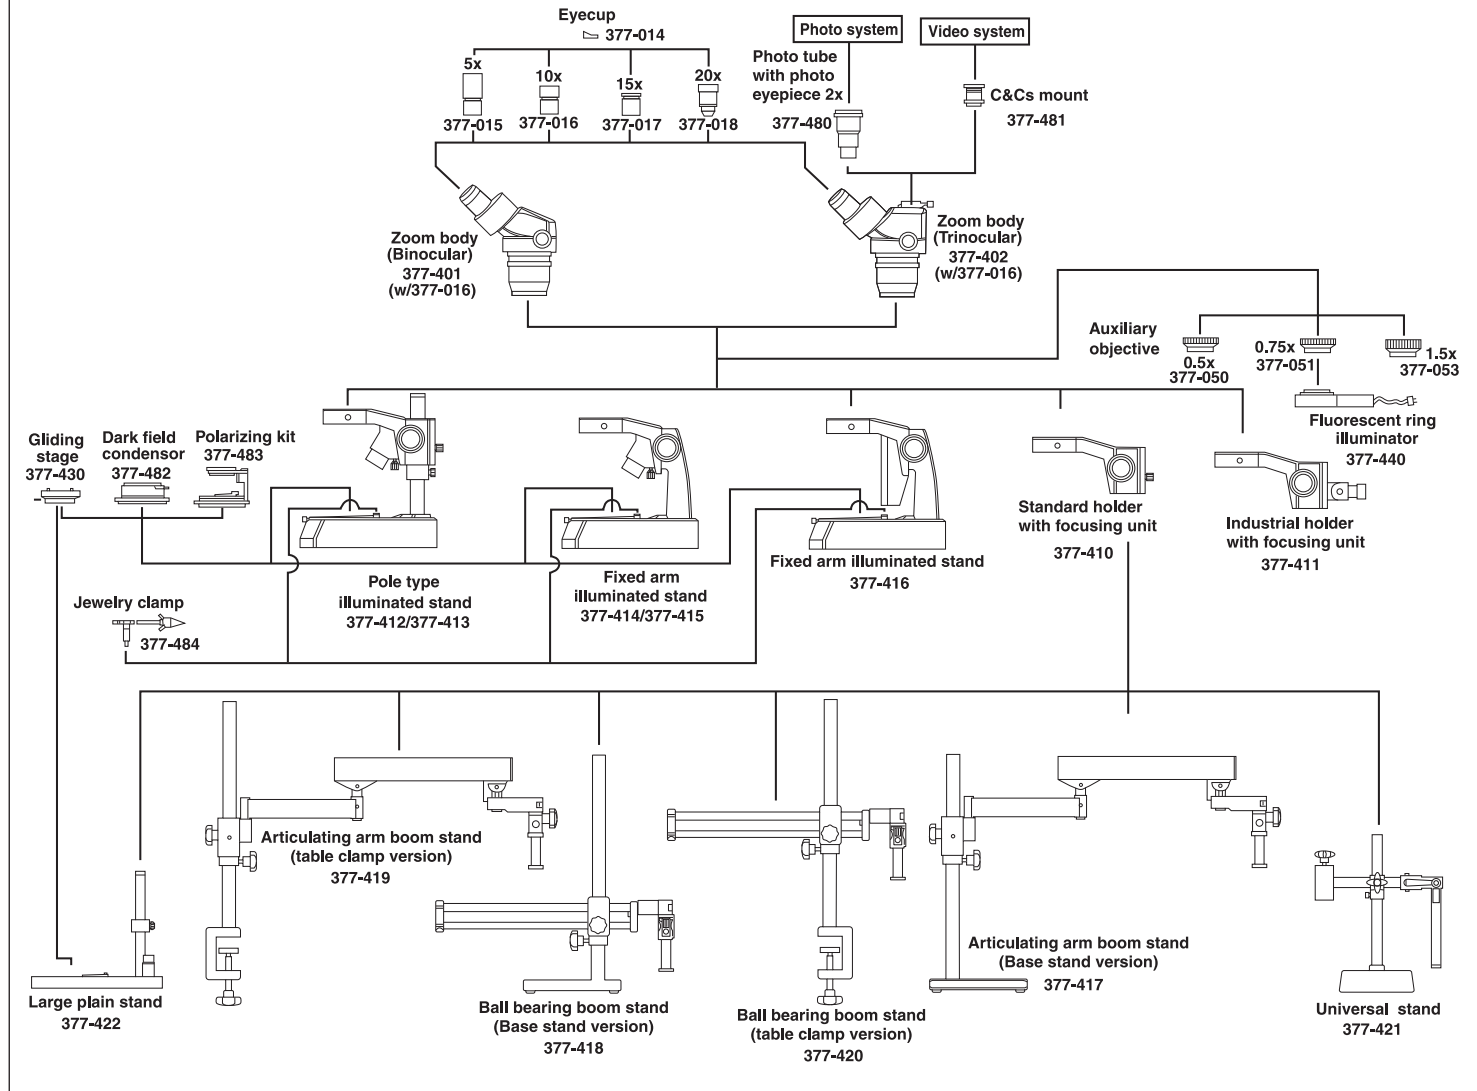 Eyecup
377-014
Photo system
Video system
5x
377-015
10x
377-016
15x
377-017
20x
377-018
Photo tube
with photo
eyepiece 2x
377-480
C&Cs mount
377-481
Zoom body
(Binocular)
377-401
(w/377-016)
Zoom body
(Trinocular)
377-402
(w/377-016)
Auxiliary
objective
0.5x
377-050
0.75x
377-051
1.5x
377-053
Fluorescent ring
illuminator
377-440
Gliding
stage
377-430
Dark field
condensor
377-482
Polarizing kit
377-483
Pole type
illuminated stand
377-412/377-413
Fixed arm
illuminated stand
377-414/377-415
Fixed arm illuminated stand
377-416
Standard holder
with focusing unit
377-410
Industrial holder
with focusing unit
377-411
Jewelry clamp
377-484
Large plain stand
377-422
Articulating arm boom stand
(table clamp version)
377-419
Ball bearing boom stand
(Base stand version)
377-418
Ball bearing boom stand
(table clamp version)
377-420
Articulating arm boom stand
(Base stand version)
377-417
Universal stand
377-421